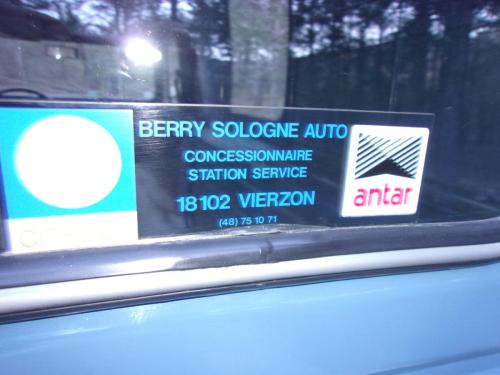 BERRY SOLOGNE AUTO
CONCESSIONNAIRE
STATION SERVICE
18102 VIERZON
(48) 75 10 71
antar